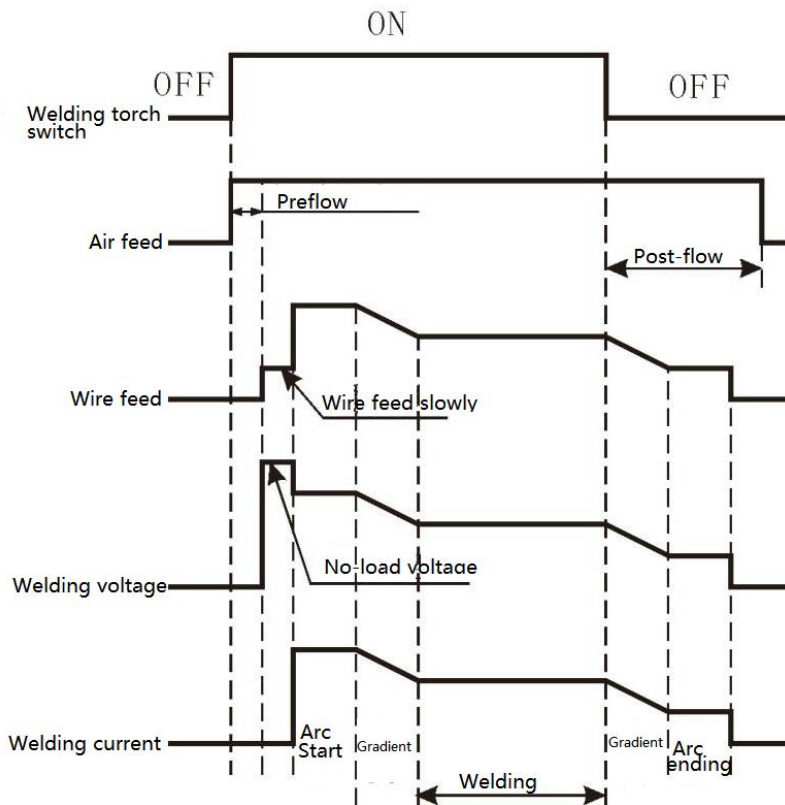 ON
OFF
OFF
Welding torch
switch
Preflow
Air feed
Post-flow
Wire feed
Wire feed slowly
No-load voltage
Welding voltage
Welding current
Arc
Start
Gradient
Gradient
Arc
ending
Welding